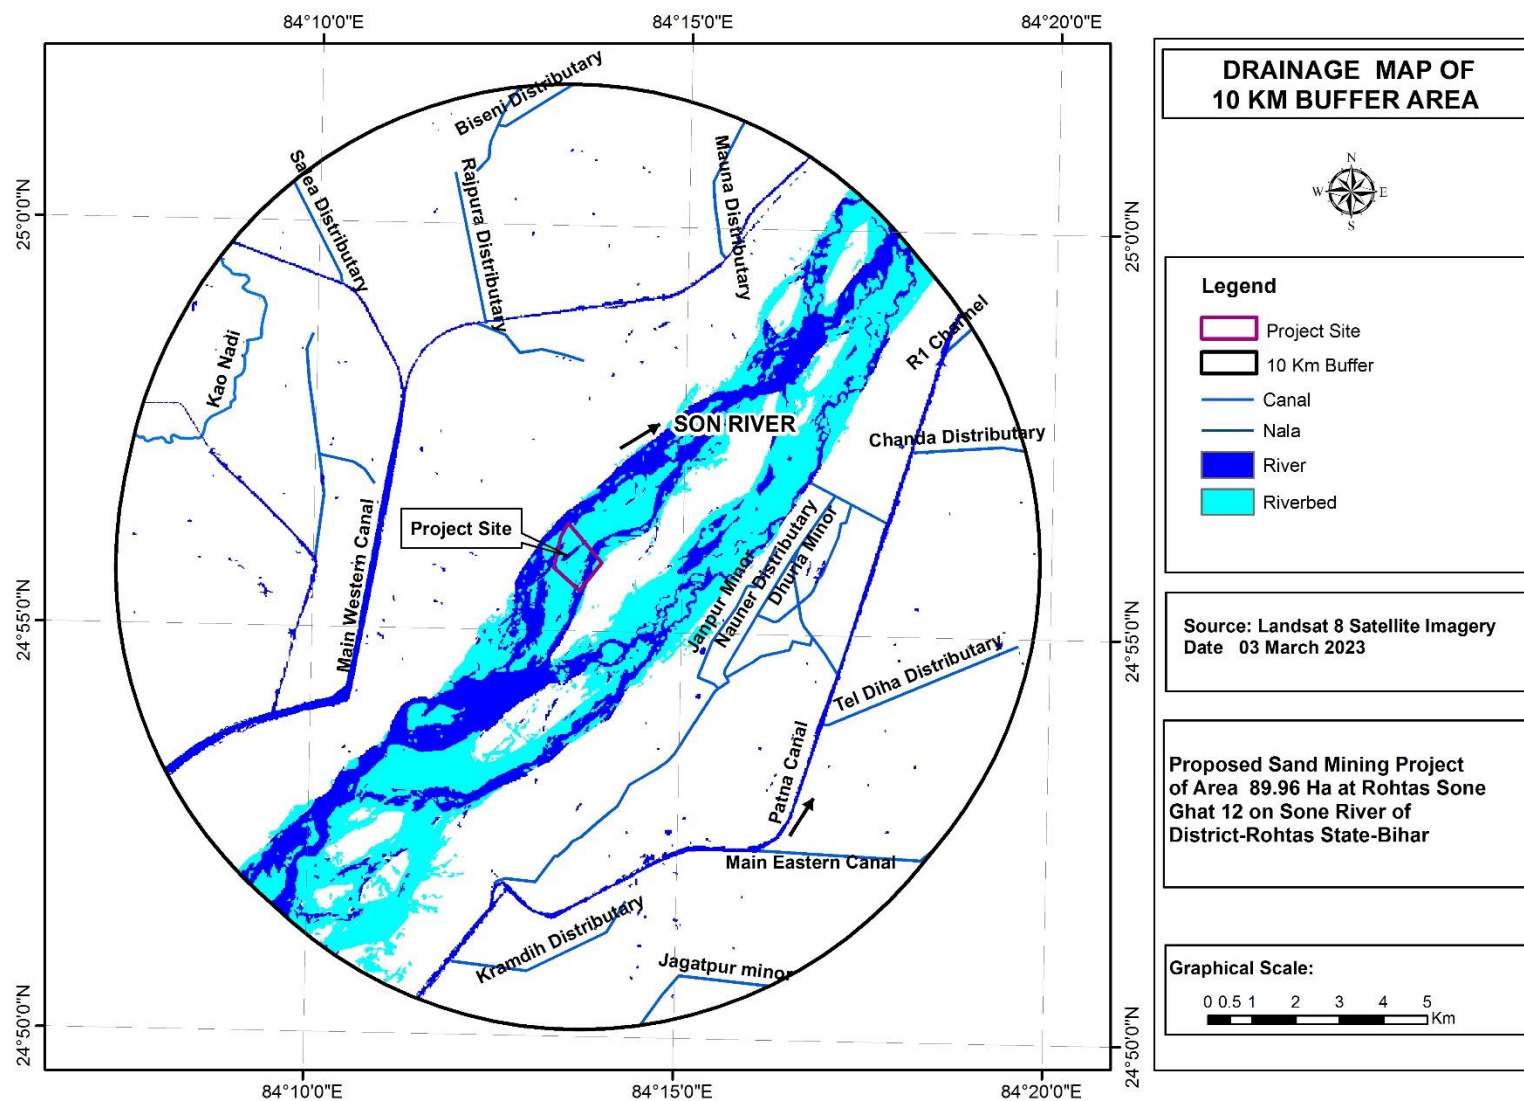 84°10'0"E
84°15'0"E
84°20'0"E
25°0'0"N
24°55'0"N
24°50'0"N
25°0'0"N
24°55'0"N
24°50'0"N
84°10'0"E
84°15'0"E
84°20'0"E
Biseni Distributary
Sarea Distributary
Rajpura Distributary
Mauna Distributary
Kao Nadi
R1 Channel
SON RIVER
Chanda Distributary
Project Site
Main Western Canal
Janpur Minor
Nauner Distributary
Dhuria Minor
Tel Diha Distributary
Patna Canal
Main Eastern Canal
Kramdih Distributary
Jagatpur minor
DRAINAGE MAP OF
10 KM BUFFER AREA
N
W
E
S
Legend
Project Site
10 Km Buffer
Canal
Nala
River
Riverbed
Source: Landsat 8 Satellite Imagery
Date 03 March 2023
Proposed Sand Mining Project
of Area 89.96 Ha at Rohtas Sone
Ghat 12 on Sone River of
District-Rohtas State-Bihar
Graphical Scale:
0 0.5 1 2 3 4 5
Km